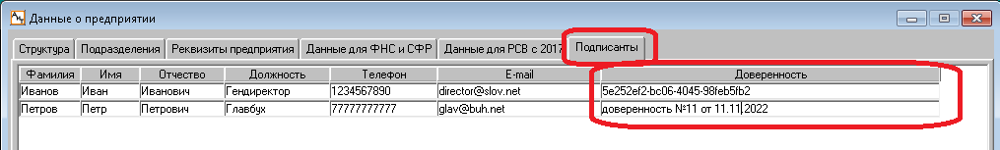 Данные о предприятии
Структура Подразделения Реквизиты предприятия Данные для ФНС и СФР Данные для РСВ с 2017 Подписанты
Фамилия Имя Отчество Должность Телефон E-mail Доверенность
Иванов Иван Иванович Гендиректор 1234567890 director@slov.net 5e252ef2-bc06-4045-98feb5fb2
Петров Петр Петрович Главбух 77777777777 glav@buh.net доверенность №11 от 11.11.2022